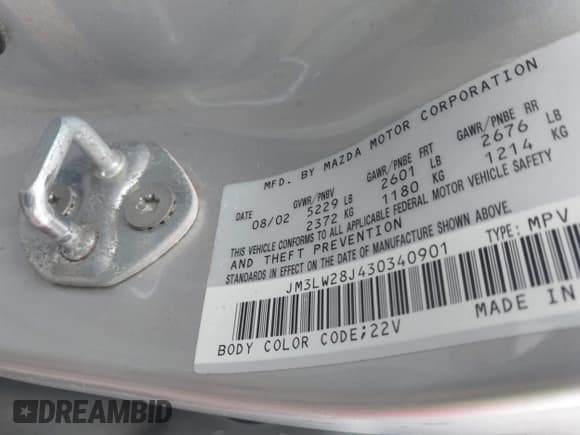 MFD. BY MAZDA MOTOR CORPORATION
DATE GVWR/PNBV GAWR/PNBE FRT GAWR/PNBE RR
08/02 5229 LB 2601 LB 2676 LB
2372 KG 1180 KG 1214 KG
THIS VEHICLE CONFORMS TO ALL APPLICABLE FEDERAL MOTOR VEHICLE SAFETY
AND THEFT PREVENTION
STANDARDS IN EFFECT ON THE DATE OF MANUFACTURE SHOWN ABOVE.
JM3LW28J430340901 TYPE: MPV
MADE IN
BODY COLOR CODE;22V
DREAMBID